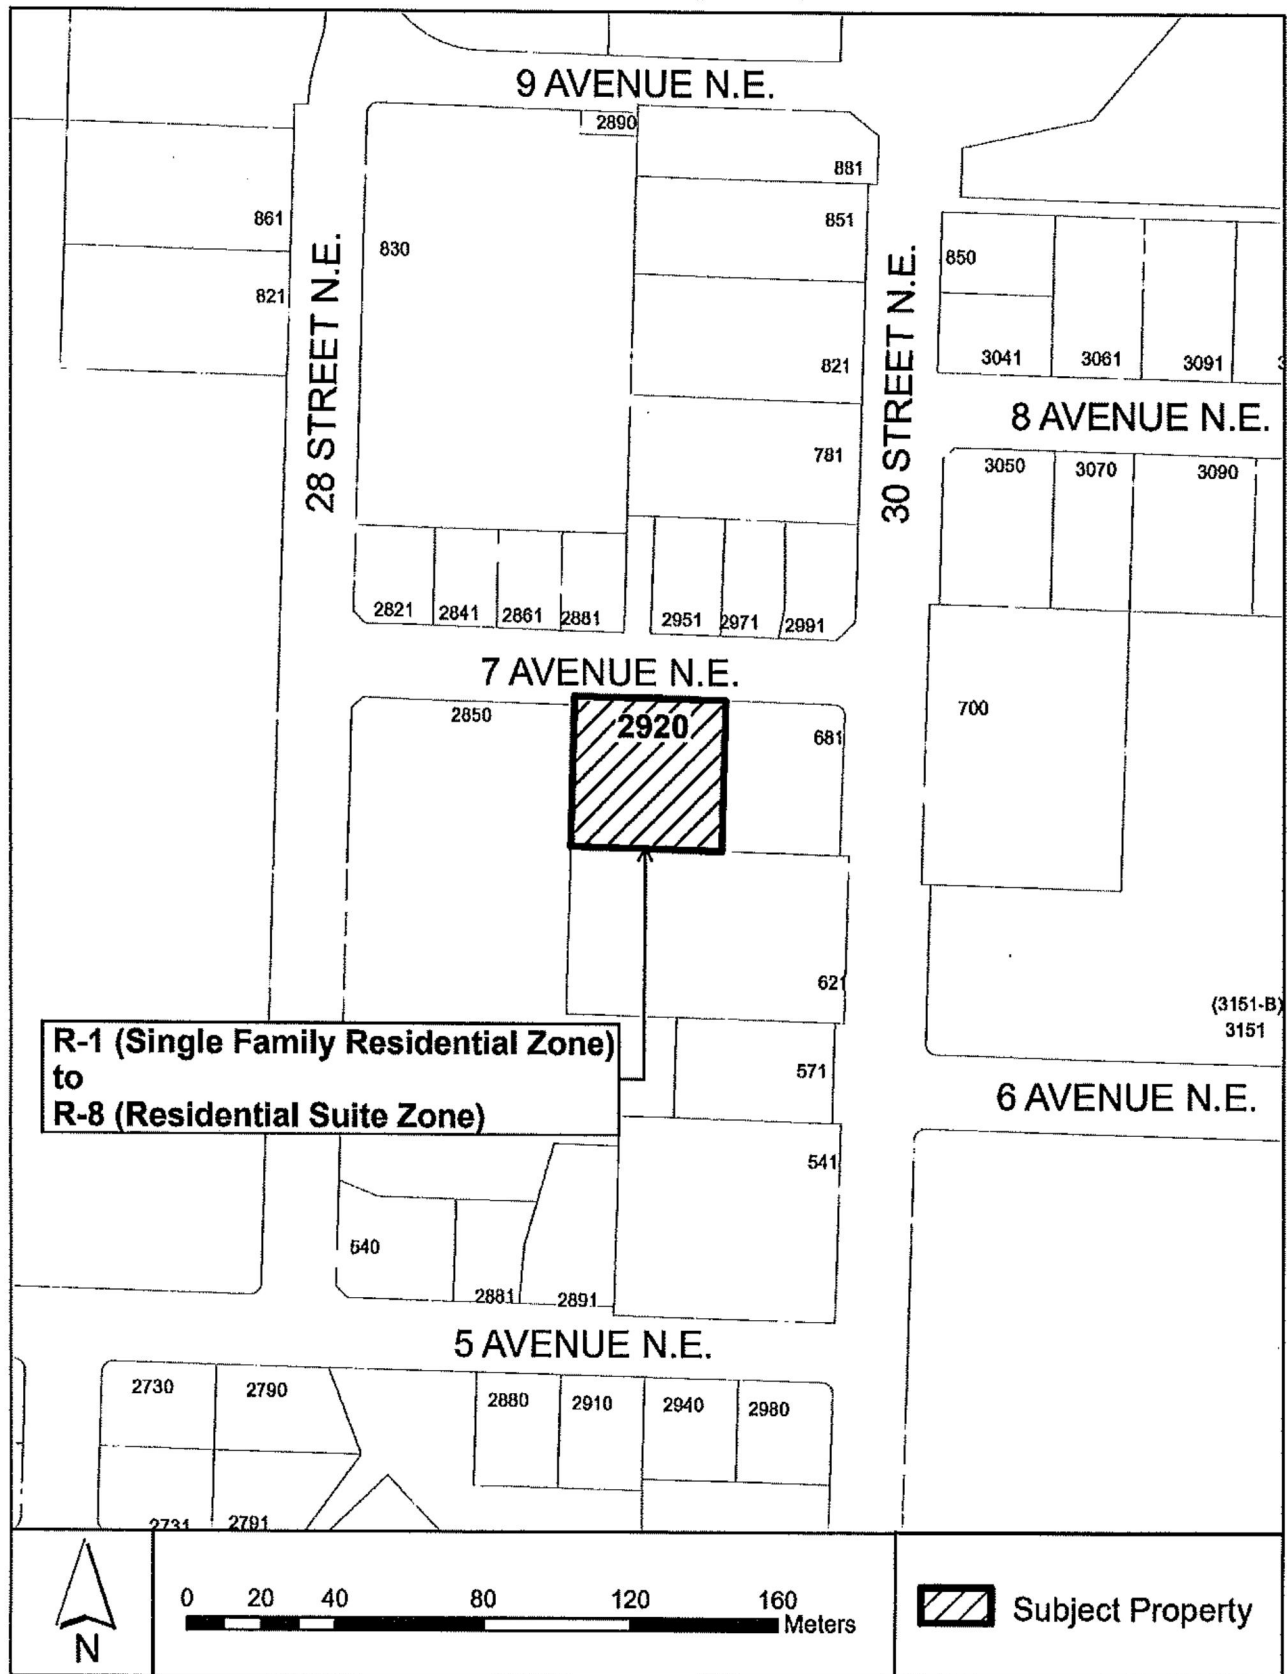 9 AVENUE N.E.
2890
881
861
830
851
850
821
28 STREET N.E.
30 STREET N.E.
821
3041
3061
3091
8 AVENUE N.E.
781
3050
3070
3090
2821
2841
2861
2881
2951
2971
2991
7 AVENUE N.E.
2850
2920
681
700
621
(3151-B)
3151
R-1 (Single Family Residential Zone)
to
R-8 (Residential Suite Zone)
571
6 AVENUE N.E.
541
540
2881
2891
5 AVENUE N.E.
2730
2790
2880
2910
2940
2980
2731
2791
N
0 20 40 80 120 160
Meters
Subject Property